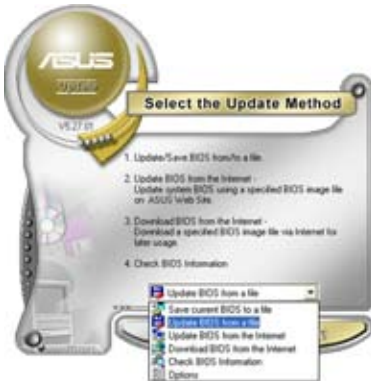 ASUS
Update
Select the Update Method
1. Update/Save BIOS from/to a file.
2. Update BIOS from the Internet -
Update system BIOS using a specified BIOS image file
on ASUS Web Site.
3. Download BIOS from the Internet -
Download a specified BIOS image file via Internet for
later usage.
4. Check BIOS Information
Update BIOS from a file
Save current BIOS to a file
Update BIOS from a file
Update BIOS from the Internet
Download BIOS from the Internet
Check BIOS Information
Options